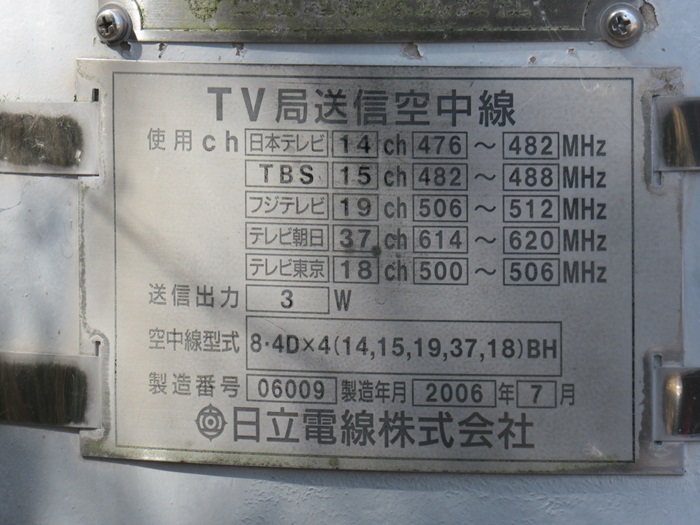 TV局送信空中線
使用ch 日本テレビ 14 ch 476 ～ 482 MHz
TBS 15 ch 482 ～ 488 MHz
フジテレビ 19 ch 506 ～ 512 MHz
テレビ朝日 37 ch 614 ～ 620 MHz
テレビ東京 18 ch 500 ～ 506 MHz
送信出力 3 W
空中線型式 8・4D×4(14,15,19,37,18)BH
製造番号 06009 製造年月 2006 年 7 月
日立電線株式会社